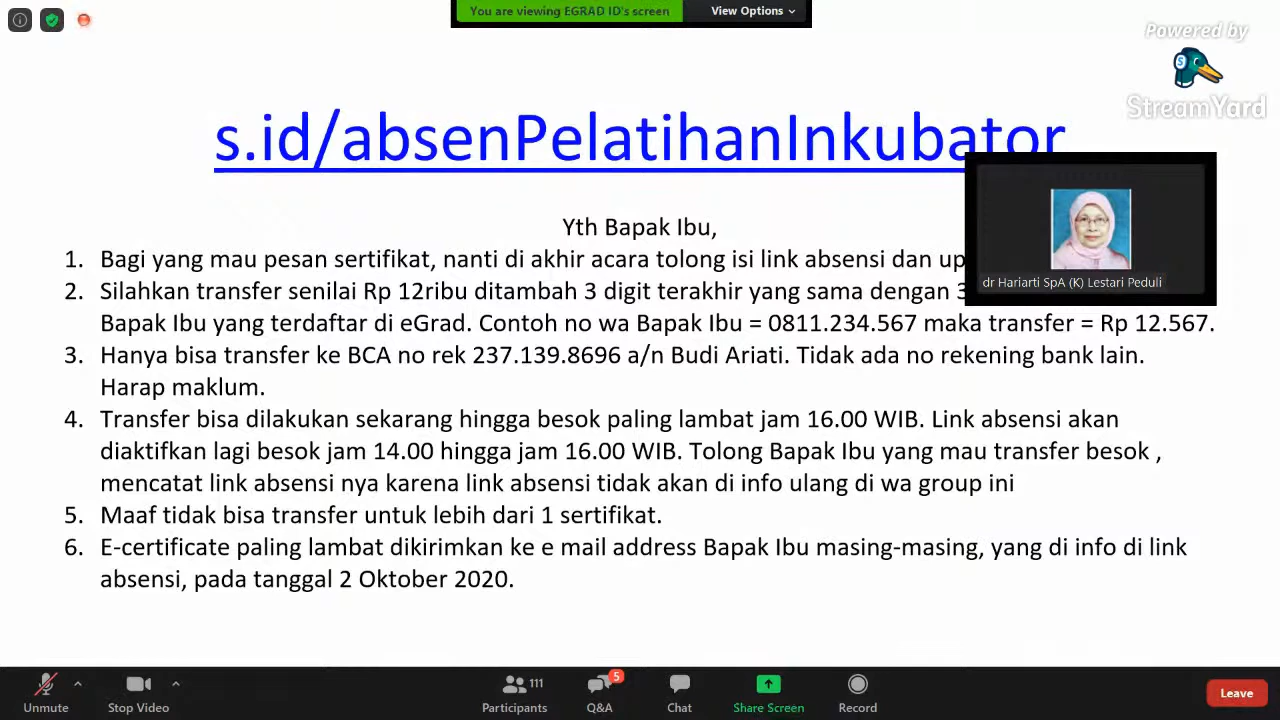 You are viewing EGRAD ID's screen
View Options
Powered by
StreamYard
s.id/absenPelatihanInkubator
Yth Bapak Ibu,
1. Bagi yang mau pesan sertifikat, nanti di akhir acara tolong isi link absensi dan up
2. Silahkan transfer senilai Rp 12ribu ditambah 3 digit terakhir yang sama dengan 3
Bapak Ibu yang terdaftar di eGrad. Contoh no wa Bapak Ibu = 0811.234.567 maka transfer = Rp 12.567.
3. Hanya bisa transfer ke BCA no rek 237.139.8696 a/n Budi Ariati. Tidak ada no rekening bank lain.
Harap maklum.
4. Transfer bisa dilakukan sekarang hingga besok paling lambat jam 16.00 WIB. Link absensi akan
diaktifkan lagi besok jam 14.00 hingga jam 16.00 WIB. Tolong Bapak Ibu yang mau transfer besok ,
mencatat link absensi nya karena link absensi tidak akan di info ulang di wa group ini
5. Maaf tidak bisa transfer untuk lebih dari 1 sertifikat.
6. E-certificate paling lambat dikirimkan ke e mail address Bapak Ibu masing-masing, yang di info di link
absensi, pada tanggal 2 Oktober 2020.
dr Hariarti SpA (K) Lestari Peduli
Unmute
Stop Video
111
Participants
5
Q&A
Chat
Share Screen
Record
Leave